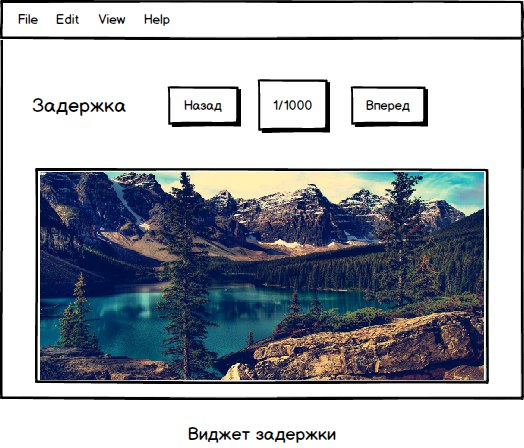 File Edit View Help
Задержка Назад 1/1000 Вперед
Виджет задержки